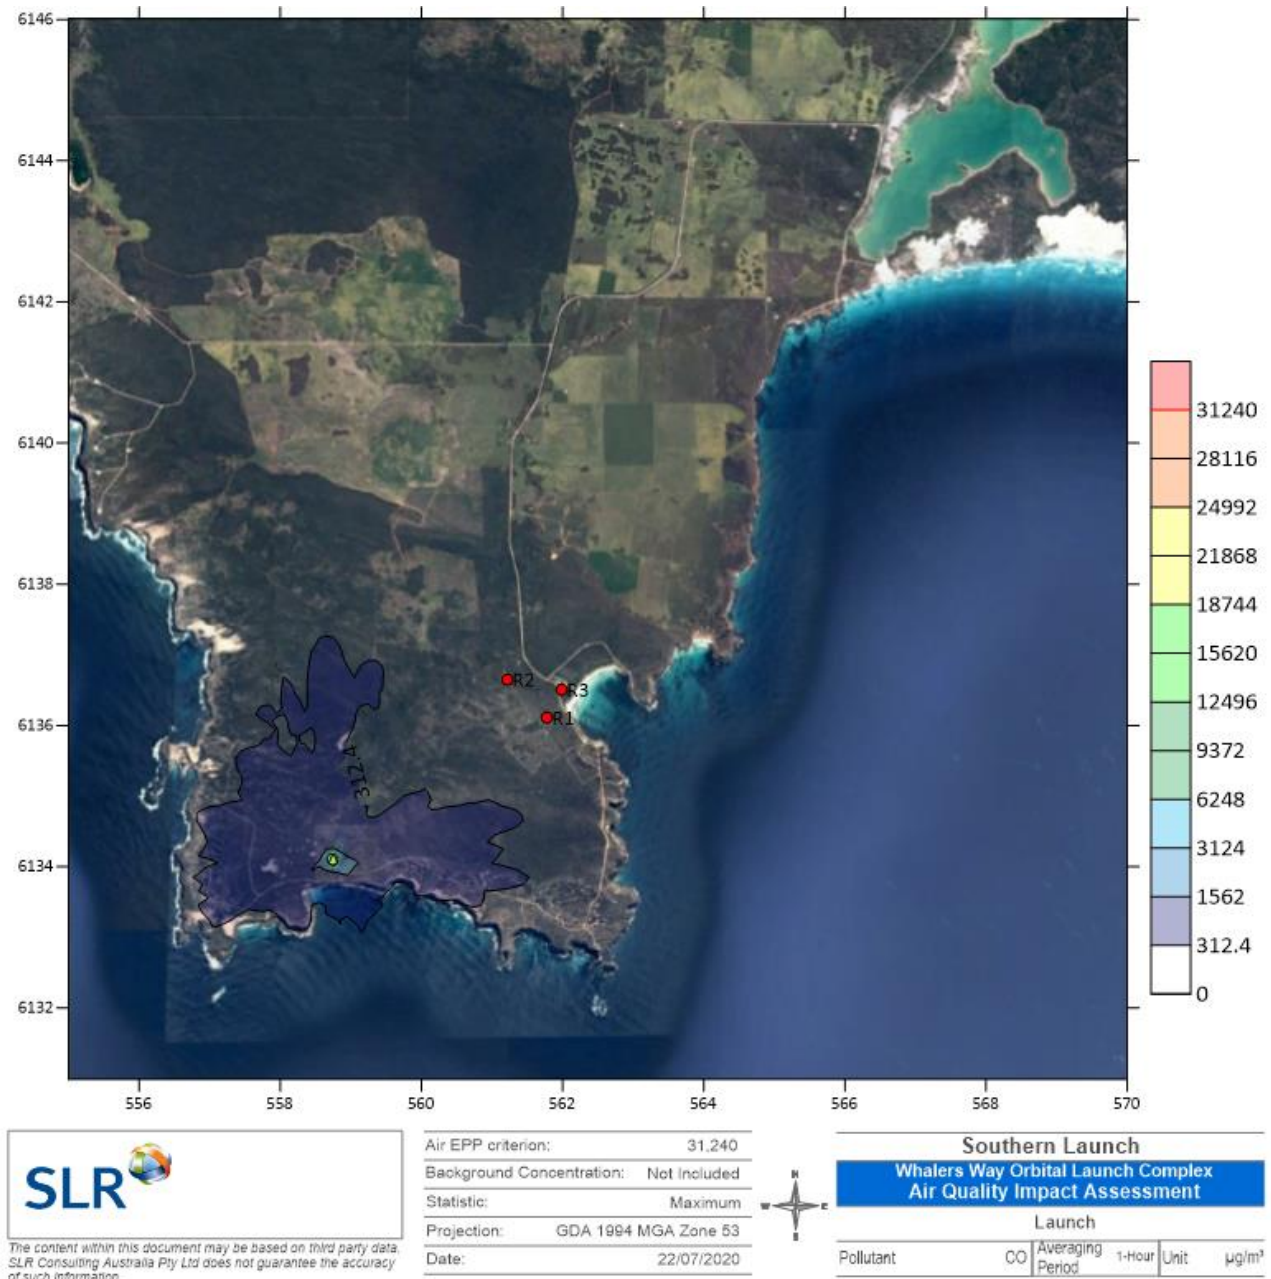 6146
6144
6142
6140
6138
6136
6134
6132
556
558
560
562
564
566
568
570
R2
R3
R1
312.4
31240
28116
24992
21868
18744
15620
12496
9372
6248
3124
1562
312.4
0
SLR
The content within this document may be based on third party data.
SLR Consulting Australia Pty Ltd does not guarantee the accuracy
of such information.
Air EPP criterion: 31,240
Background Concentration: Not Included
Statistic: Maximum
Projection: GDA 1994 MGA Zone 53
Date: 22/07/2020
N
W E
S
Southern Launch
Whalers Way Orbital Launch Complex
Air Quality Impact Assessment
Launch
Pollutant CO Averaging Period 1-Hour Unit µg/m³